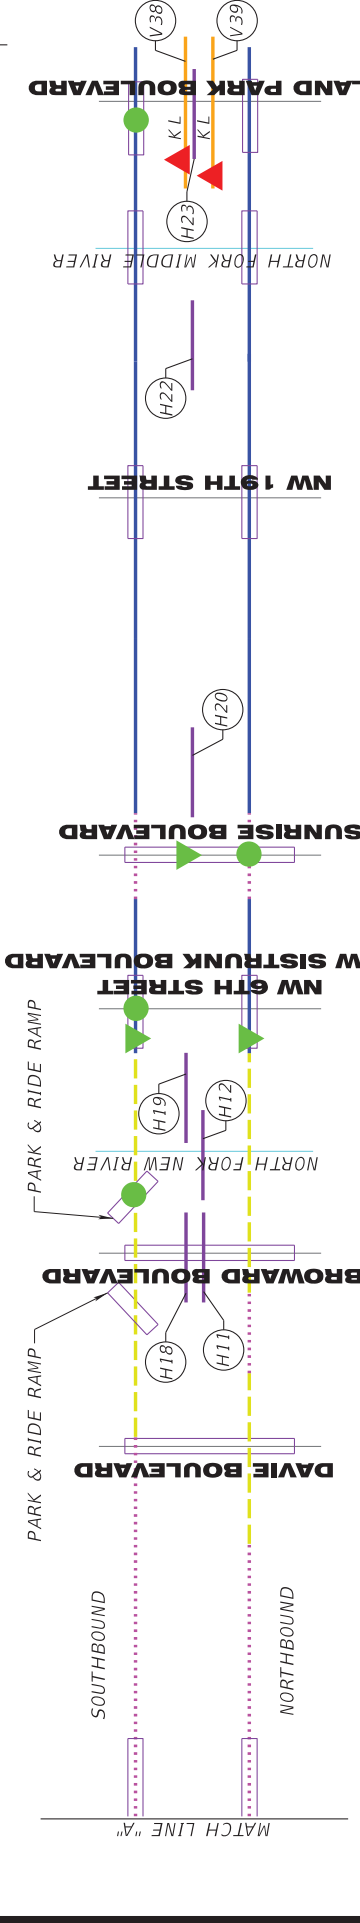 V38
V39
LAND PARK BOULEVARD
K L
K L
H23
NORTH FORK MIDDLE RIVER
H22
NW 19TH STREET
H20
SUNRISE BOULEVARD
W SISTRUNK BOULEVARD
NW 6TH STREET
PARK & RIDE RAMP
H19
H12
NORTH FORK NEW RIVER
BROWARD BOULEVARD
H18
H11
PARK & RIDE RAMP
DAVIE BOULEVARD
SOUTHBOUND
NORTHBOUND
MATCH LINE "A"